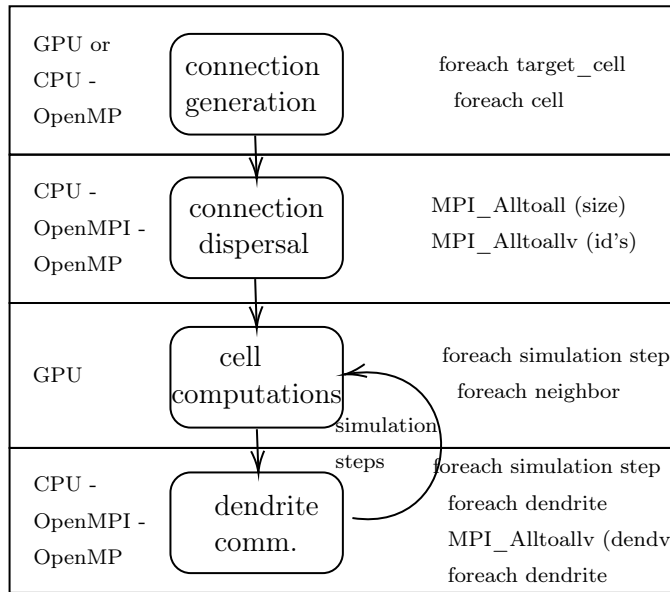 GPU or
CPU -
OpenMP
connection
generation
foreach target_cell
foreach cell
CPU -
OpenMPI -
OpenMP
connection
dispersal
MPI_Alltoall (size)
MPI_Alltoallv (id's)
GPU
cell
computations
foreach simulation step
foreach neighbor
simulation
steps
CPU -
OpenMPI -
OpenMP
dendrite
comm.
foreach simulation step
foreach dendrite
MPI_Alltoallv (dendv
foreach dendrite